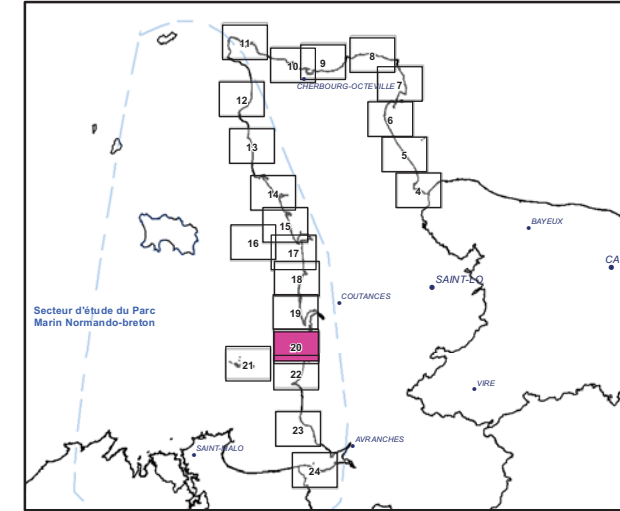 11
10
9
8
CHERBOURG-OCTEVILLE
7
12
6
13
5
14
4
15
BAYEUX
16
17
CA
18
SAINT-LO
COUTANCES
Secteur d'étude du Parc
Marin Normando-breton
19
20
21
22
VIRE
23
AVRANCHES
SAINT-MALO
24